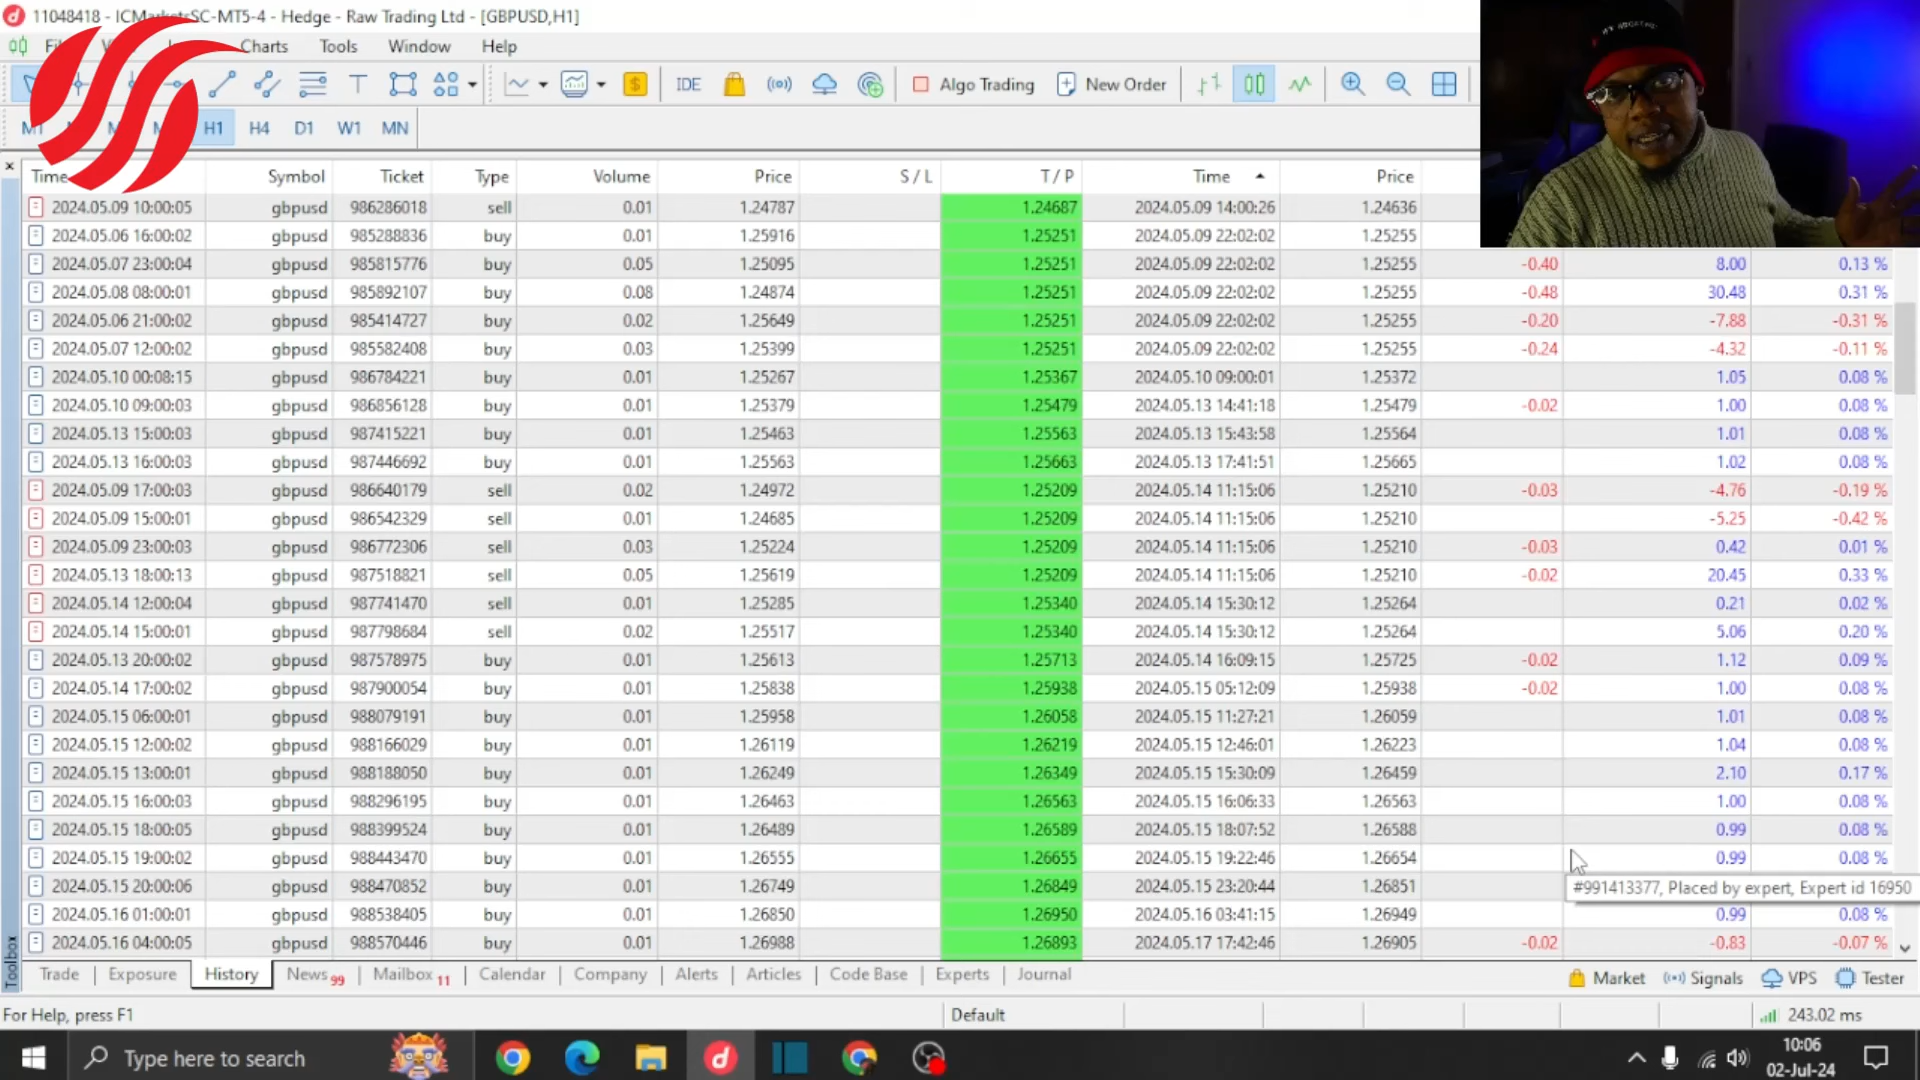 11048418 - ICMarketsSC-MT5-4 - Hedge - Raw Trading Ltd - [GBPUSD,H1]
Charts Tools Window Help
IDE Algo Trading New Order
M1 H1 H4 D1 W1 MN
Time Symbol Ticket Type Volume Price S / L T / P Time Price
2024.05.09 10:00:05 gbpusd 986286018 sell 0.01 1.24787 1.24687 2024.05.09 14:00:26 1.24636
2024.05.06 16:00:02 gbpusd 985288836 buy 0.01 1.25916 1.25251 2024.05.09 22:02:02 1.25255
2024.05.07 23:00:04 gbpusd 985815776 buy 0.05 1.25095 1.25251 2024.05.09 22:02:02 1.25255 -0.40 8.00 0.13 %
2024.05.08 08:00:01 gbpusd 985892107 buy 0.08 1.24874 1.25251 2024.05.09 22:02:02 1.25255 -0.48 30.48 0.31 %
2024.05.06 21:00:02 gbpusd 985414727 buy 0.02 1.25649 1.25251 2024.05.09 22:02:02 1.25255 -0.20 -7.88 -0.31 %
2024.05.07 12:00:02 gbpusd 985582408 buy 0.03 1.25399 1.25251 2024.05.09 22:02:02 1.25255 -0.24 -4.32 -0.11 %
2024.05.10 00:08:15 gbpusd 986784221 buy 0.01 1.25267 1.25367 2024.05.10 09:00:01 1.25372 1.05 0.08 %
2024.05.10 09:00:03 gbpusd 986856128 buy 0.01 1.25379 1.25479 2024.05.13 14:41:18 1.25479 -0.02 1.00 0.08 %
2024.05.13 15:00:03 gbpusd 987415221 buy 0.01 1.25463 1.25563 2024.05.13 15:43:58 1.25564 1.01 0.08 %
2024.05.13 16:00:03 gbpusd 987446692 buy 0.01 1.25563 1.25663 2024.05.13 17:41:51 1.25665 1.02 0.08 %
2024.05.09 17:00:03 gbpusd 986640179 sell 0.02 1.24972 1.25209 2024.05.14 11:15:06 1.25210 -0.03 -4.76 -0.19 %
2024.05.09 15:00:01 gbpusd 986542329 sell 0.01 1.24685 1.25209 2024.05.14 11:15:06 1.25210 -5.25 -0.42 %
2024.05.09 23:00:03 gbpusd 986772306 sell 0.03 1.25224 1.25209 2024.05.14 11:15:06 1.25210 -0.03 0.42 0.01 %
2024.05.13 18:00:13 gbpusd 987518821 sell 0.05 1.25619 1.25209 2024.05.14 11:15:06 1.25210 -0.02 20.45 0.33 %
2024.05.14 12:00:04 gbpusd 987741470 sell 0.01 1.25285 1.25340 2024.05.14 15:30:12 1.25264 0.21 0.02 %
2024.05.14 15:00:01 gbpusd 987798684 sell 0.02 1.25517 1.25340 2024.05.14 15:30:12 1.25264 5.06 0.20 %
2024.05.13 20:00:02 gbpusd 987578975 buy 0.01 1.25613 1.25713 2024.05.14 16:09:15 1.25725 -0.02 1.12 0.09 %
2024.05.14 17:00:02 gbpusd 987900054 buy 0.01 1.25838 1.25938 2024.05.15 05:12:09 1.25938 -0.02 1.00 0.08 %
2024.05.15 06:00:01 gbpusd 988079191 buy 0.01 1.25958 1.26058 2024.05.15 11:27:21 1.26059 1.01 0.08 %
2024.05.15 12:00:02 gbpusd 988166029 buy 0.01 1.26119 1.26219 2024.05.15 12:46:01 1.26223 1.04 0.08 %
2024.05.15 13:00:01 gbpusd 988188050 buy 0.01 1.26249 1.26349 2024.05.15 15:30:09 1.26459 2.10 0.17 %
2024.05.15 16:00:03 gbpusd 988296195 buy 0.01 1.26463 1.26563 2024.05.15 16:06:33 1.26563 1.00 0.08 %
2024.05.15 18:00:05 gbpusd 988399524 buy 0.01 1.26489 1.26589 2024.05.15 18:07:52 1.26588 0.99 0.08 %
2024.05.15 19:00:02 gbpusd 988443470 buy 0.01 1.26555 1.26655 2024.05.15 19:22:46 1.26654 0.99 0.08 %
2024.05.15 20:00:06 gbpusd 988470852 buy 0.01 1.26749 1.26849 2024.05.15 23:20:44 1.26851
#991413377, Placed by expert, Expert id 16950
2024.05.16 01:00:01 gbpusd 988538405 buy 0.01 1.26850 1.26950 2024.05.16 03:41:15 1.26949 0.99 0.08 %
2024.05.16 04:00:05 gbpusd 988570446 buy 0.01 1.26988 1.26893 2024.05.17 17:42:46 1.26905 -0.02 -0.83 -0.07 %
Toolbox
Trade Exposure History News 99 Mailbox 11 Calendar Company Alerts Articles Code Base Experts Journal Market Signals VPS Tester
For Help, press F1 Default 243.02 ms
Type here to search 10:06
02-Jul-24